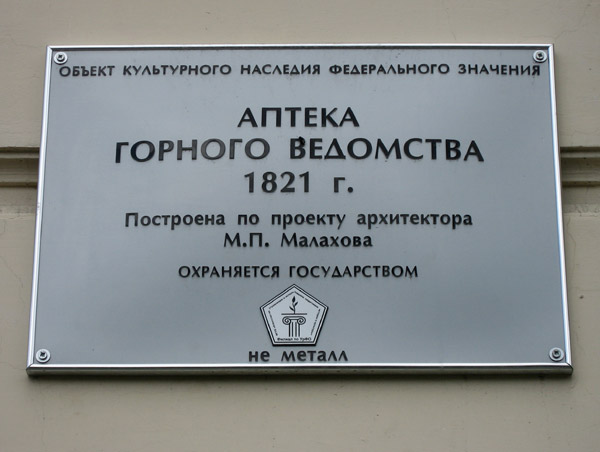 ОБЪЕКТ КУЛЬТУРНОГО НАСЛЕДИЯ ФЕДЕРАЛЬНОГО ЗНАЧЕНИЯ
АПТЕКА
ГОРНОГО ВЕДОМСТВА
1821 г.
Построена по проекту архитектора
М.П. Малахова
ОХРАНЯЕТСЯ ГОСУДАРСТВОМ
не металл